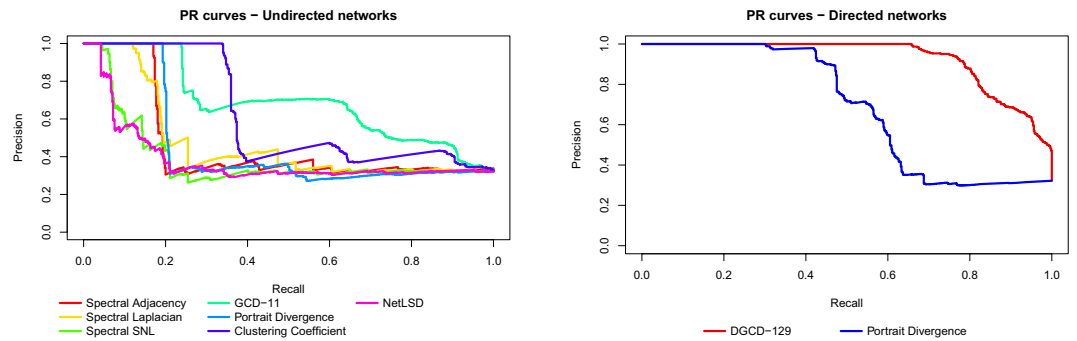 PR curves − Undirected networks
Precision
0.0 0.2 0.4 0.6 0.8 1.0
0.0 0.2 0.4 0.6 0.8 1.0
Recall
Spectral Adjacency GCD−11 NetLSD
Spectral Laplacian Portrait Divergence
Spectral SNL Clustering Coefficient
PR curves − Directed networks
Precision
0.0 0.2 0.4 0.6 0.8 1.0
0.0 0.2 0.4 0.6 0.8 1.0
Recall
DGCD−129 Portrait Divergence